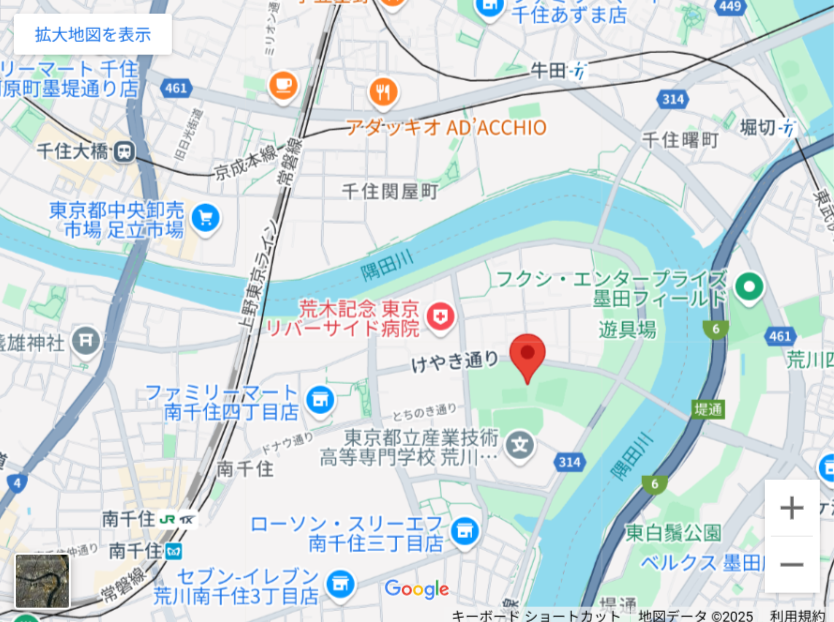 拡大地図を表示
千住あずま店
449
ミリオン通
リーマート 千住
河原町墨堤通り店
461
牛田
314
アダッキオ AD'ACCHIO
堀切
千住曙町
旧日光街道
千住大橋
京成本線
常磐線
千住関屋町
東京都中央卸売
市場 足立市場
隅田川
上野東京ライン
フクシ・エンタープライズ
墨田フィールド
荒木記念 東京
リバーサイド病院
遊具場
6
461
けやき通り
ファミリーマート
南千住四丁目店
とちのき通り
堤通
ドナウ通り
東京都立産業技術
高等専門学校 荒川…
314
隅田川
南千住
4
6
南千住 JR
ローソン・スリーエフ
南千住三丁目店
東白鬚公園
南千住
ベルクス 墨田
セブン-イレブン
荒川南千住3丁目店
常磐線
Google
堤通
キーボード ショートカット 地図データ ©2025 利用規約